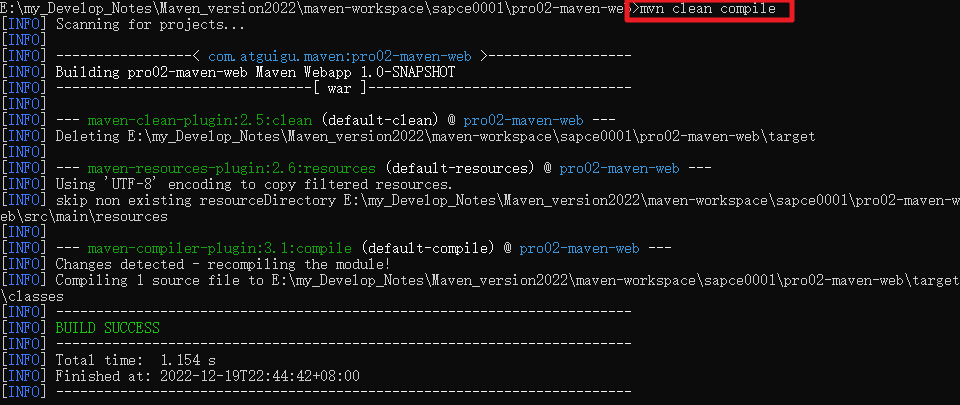 E:\my_Develop_Notes\Maven_version2022\maven-workspace\sapce0001\pro02-maven-web>mvn clean compile
[INFO] Scanning for projects...
[INFO]
[INFO] ----------------< com.atguigu.maven:pro02-maven-web >-----------------
[INFO] Building pro02-maven-web Maven Webapp 1.0-SNAPSHOT
[INFO] --------------------------------[ war ]---------------------------------
[INFO]
[INFO] --- maven-clean-plugin:2.5:clean (default-clean) @ pro02-maven-web ---
[INFO] Deleting E:\my_Develop_Notes\Maven_version2022\maven-workspace\sapce0001\pro02-maven-web\target
[INFO]
[INFO] --- maven-resources-plugin:2.6:resources (default-resources) @ pro02-maven-web ---
[INFO] Using 'UTF-8' encoding to copy filtered resources.
[INFO] skip non existing resourceDirectory E:\my_Develop_Notes\Maven_version2022\maven-workspace\sapce0001\pro02-maven-w
eb\src\main\resources
[INFO]
[INFO] --- maven-compiler-plugin:3.1:compile (default-compile) @ pro02-maven-web ---
[INFO] Changes detected - recompiling the module!
[INFO] Compiling 1 source file to E:\my_Develop_Notes\Maven_version2022\maven-workspace\sapce0001\pro02-maven-web\target
\classes
[INFO] ------------------------------------------------------------------------
[INFO] BUILD SUCCESS
[INFO] ------------------------------------------------------------------------
[INFO] Total time:  1.154 s
[INFO] Finished at: 2022-12-19T22:44:42+08:00
[INFO] ------------------------------------------------------------------------